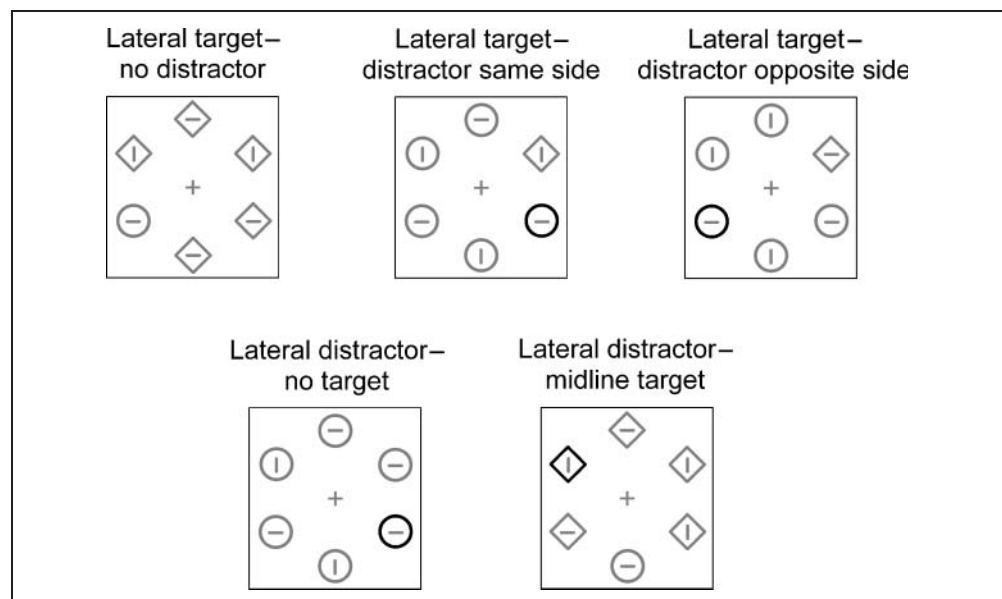 Lateral target–
no distractor
Lateral target–
distractor same side
Lateral target–
distractor opposite side
Lateral distractor–
no target
Lateral distractor–
midline target